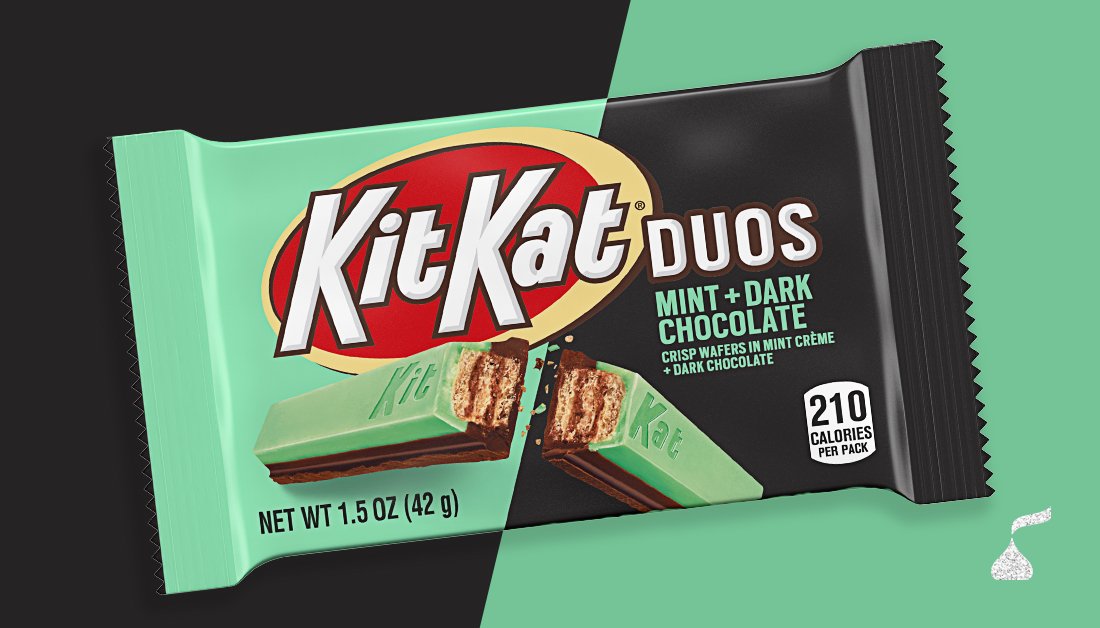 KitKat®
DUOS
MINT + DARK
CHOCOLATE
CRISP WAFERS IN MINT CRÈME
+ DARK CHOCOLATE
Kit
Kat
210
CALORIES
PER PACK
NET WT 1.5 OZ (42 g)